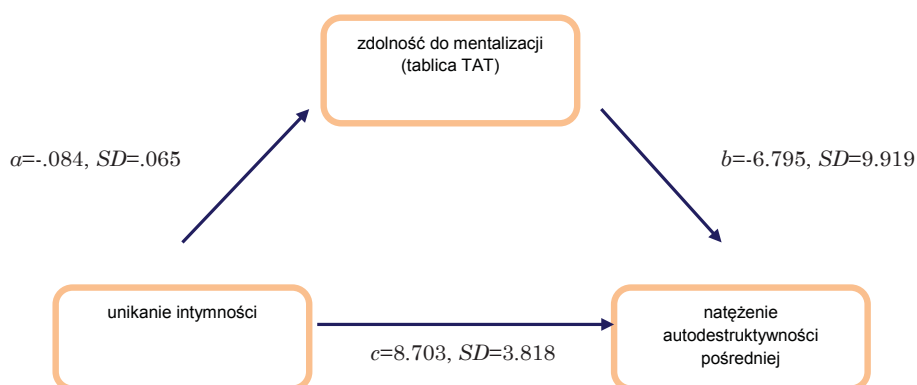 zdolność do mentalizacji
(tablica TAT)
a=-.084, SD=.065
b=-6.795, SD=9.919
unikanie intymności
natężenie
autodestruktywności
pośredniej
c=8.703, SD=3.818